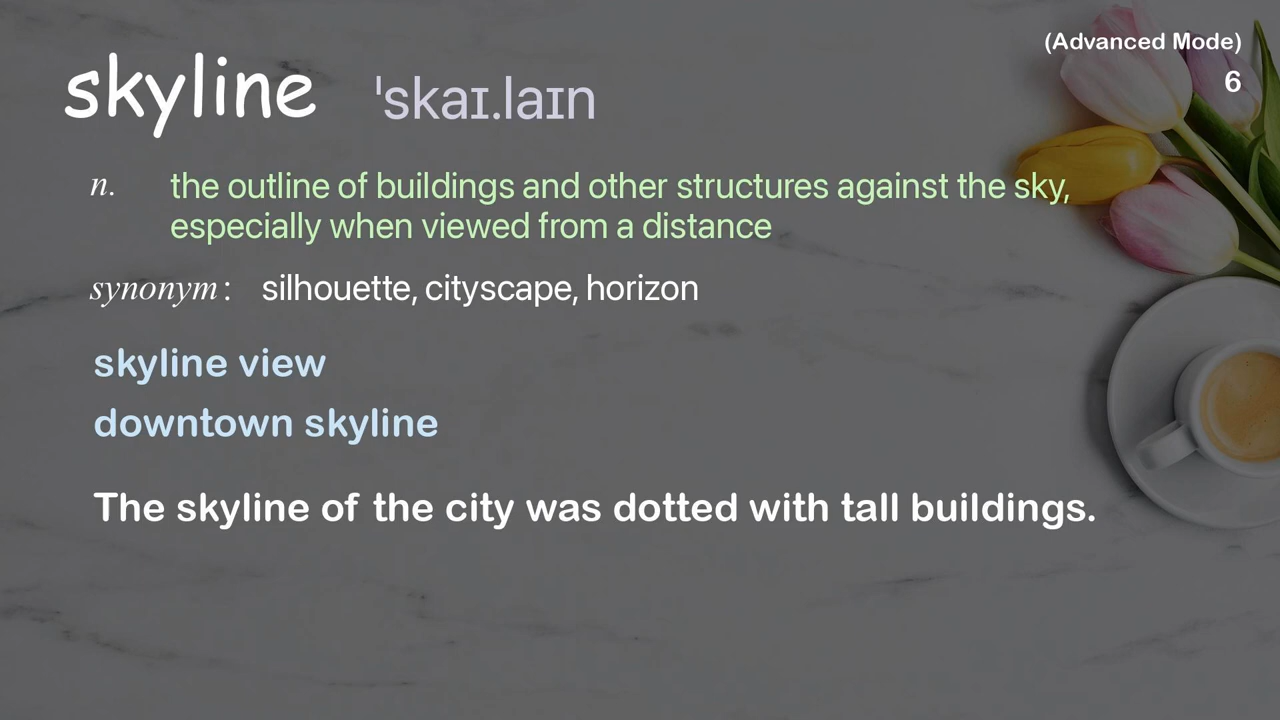 (Advanced Mode)
6
skyline ˈskaɪ.laɪn
n. the outline of buildings and other structures against the sky,
especially when viewed from a distance
synonym: silhouette, cityscape, horizon
skyline view
downtown skyline
The skyline of the city was dotted with tall buildings.